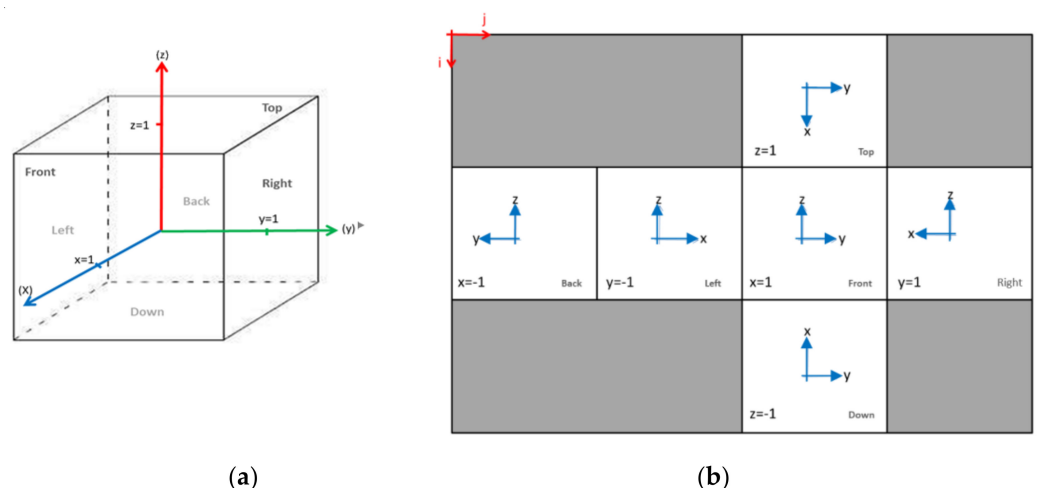 (z)
Top
z=1
Front
Right
Back
y=1
Left
(y)
x=1
(X)
Down
(a)
j
i
y
x
z=1 Top
z z z z
y x y x
x=-1 Back y=-1 Left x=1 Front y=1 Right
x
y
z=-1 Down
(b)